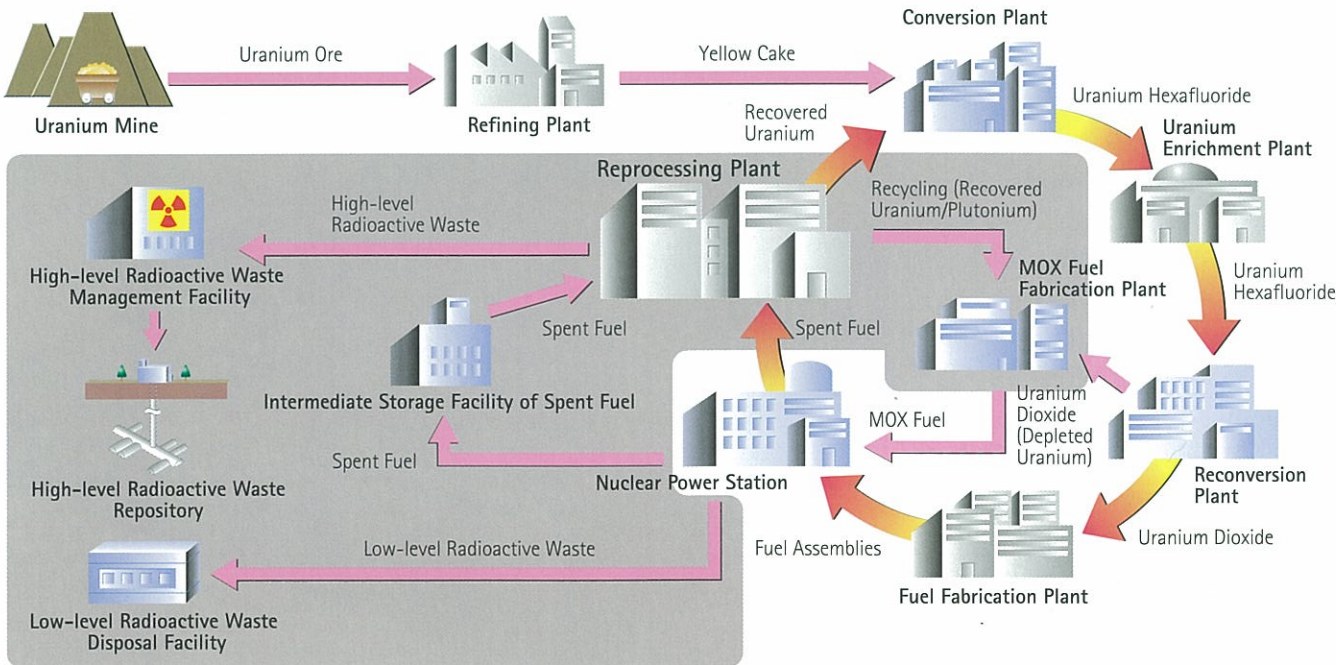 Conversion Plant
Uranium Ore
Yellow Cake
Uranium Hexafluoride
Uranium Mine
Refining Plant
Recovered
Uranium
Uranium
Enrichment Plant
Reprocessing Plant
Recycling (Recovered
Uranium/Plutonium)
High-level
Radioactive Waste
High-level Radioactive Waste
Management Facility
MOX Fuel
Fabrication Plant
Uranium
Hexafluoride
Spent Fuel
Spent Fuel
Intermediate Storage Facility of Spent Fuel
MOX Fuel
Uranium
Dioxide
(Depleted
Uranium)
Spent Fuel
Nuclear Power Station
Reconversion
Plant
High-level Radioactive Waste
Repository
Uranium Dioxide
Low-level Radioactive Waste
Fuel Assemblies
Fuel Fabrication Plant
Low-level Radioactive Waste
Disposal Facility